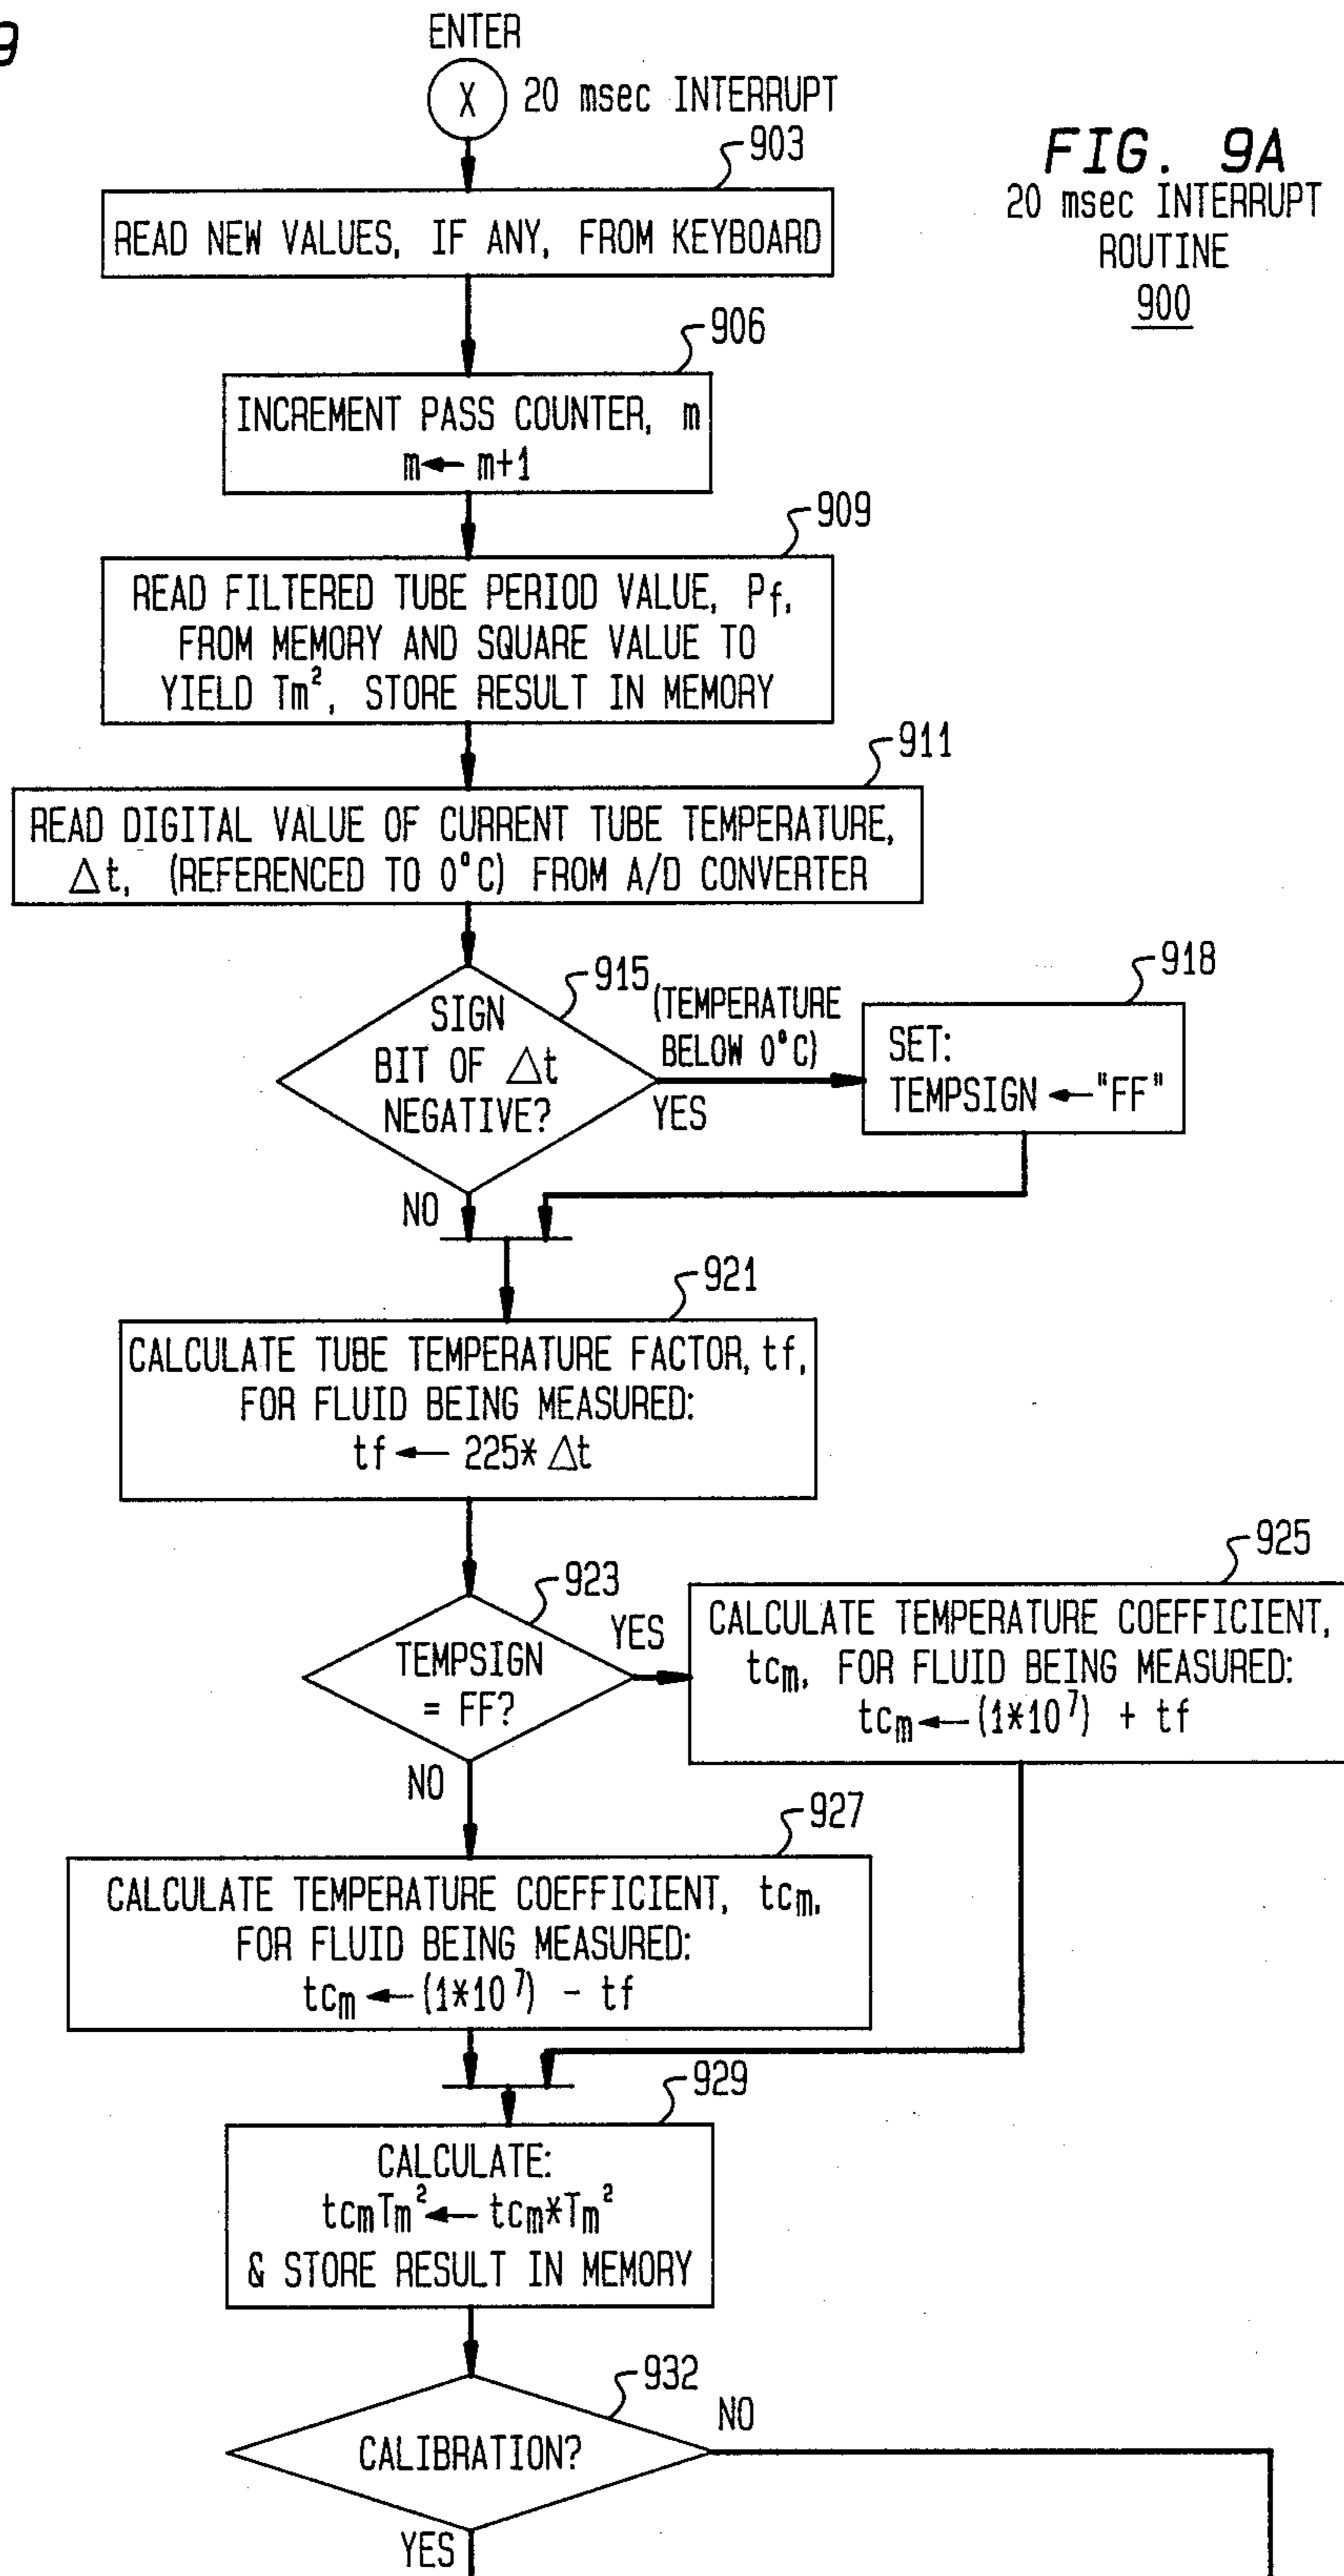 9
ENTER
X
20 msec INTERRUPT
FIG. 9A
20 msec INTERRUPT
ROUTINE
900
903
READ NEW VALUES, IF ANY, FROM KEYBOARD
906
INCREMENT PASS COUNTER, m
m ← m+1
909
READ FILTERED TUBE PERIOD VALUE, Pf,
FROM MEMORY AND SQUARE VALUE TO
YIELD Tm², STORE RESULT IN MEMORY
911
READ DIGITAL VALUE OF CURRENT TUBE TEMPERATURE,
Δt, (REFERENCED TO 0°C) FROM A/D CONVERTER
915
SIGN
BIT OF Δt
NEGATIVE?
(TEMPERATURE
BELOW 0°C)
YES
918
SET:
TEMPSIGN ← "FF"
NO
921
CALCULATE TUBE TEMPERATURE FACTOR, tf,
FOR FLUID BEING MEASURED:
tf ← 225* Δt
923
TEMPSIGN
= FF?
YES
925
CALCULATE TEMPERATURE COEFFICIENT,
tcm, FOR FLUID BEING MEASURED:
tcm ← (1*10⁷) + tf
NO
927
CALCULATE TEMPERATURE COEFFICIENT, tcm,
FOR FLUID BEING MEASURED:
tcm ← (1*10⁷) - tf
929
CALCULATE:
tcmTm² ← tcm*Tm²
& STORE RESULT IN MEMORY
932
CALIBRATION?
NO
YES